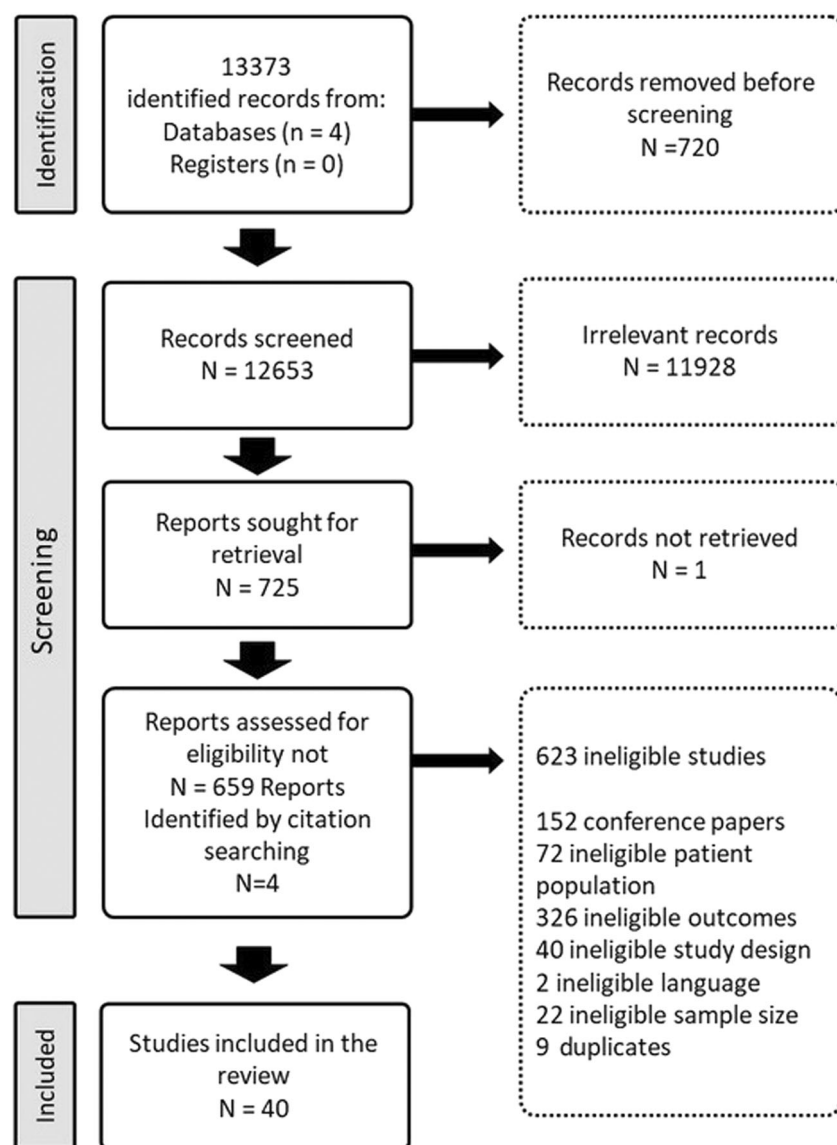 Identification
13373
identified records from:
Databases (n = 4)
Registers (n = 0)
Records removed before
screening
N =720
Screening
Records screened
N = 12653
Irrelevant records
N = 11928
Reports sought for
retrieval
N = 725
Records not retrieved
N = 1
Reports assessed for
eligibility not
N = 659 Reports
Identified by citation
searching
N=4
623 ineligible studies
152 conference papers
72 ineligible patient
population
326 ineligible outcomes
40 ineligible study design
2 ineligible language
22 ineligible sample size
9 duplicates
Included
Studies included in the
review
N = 40